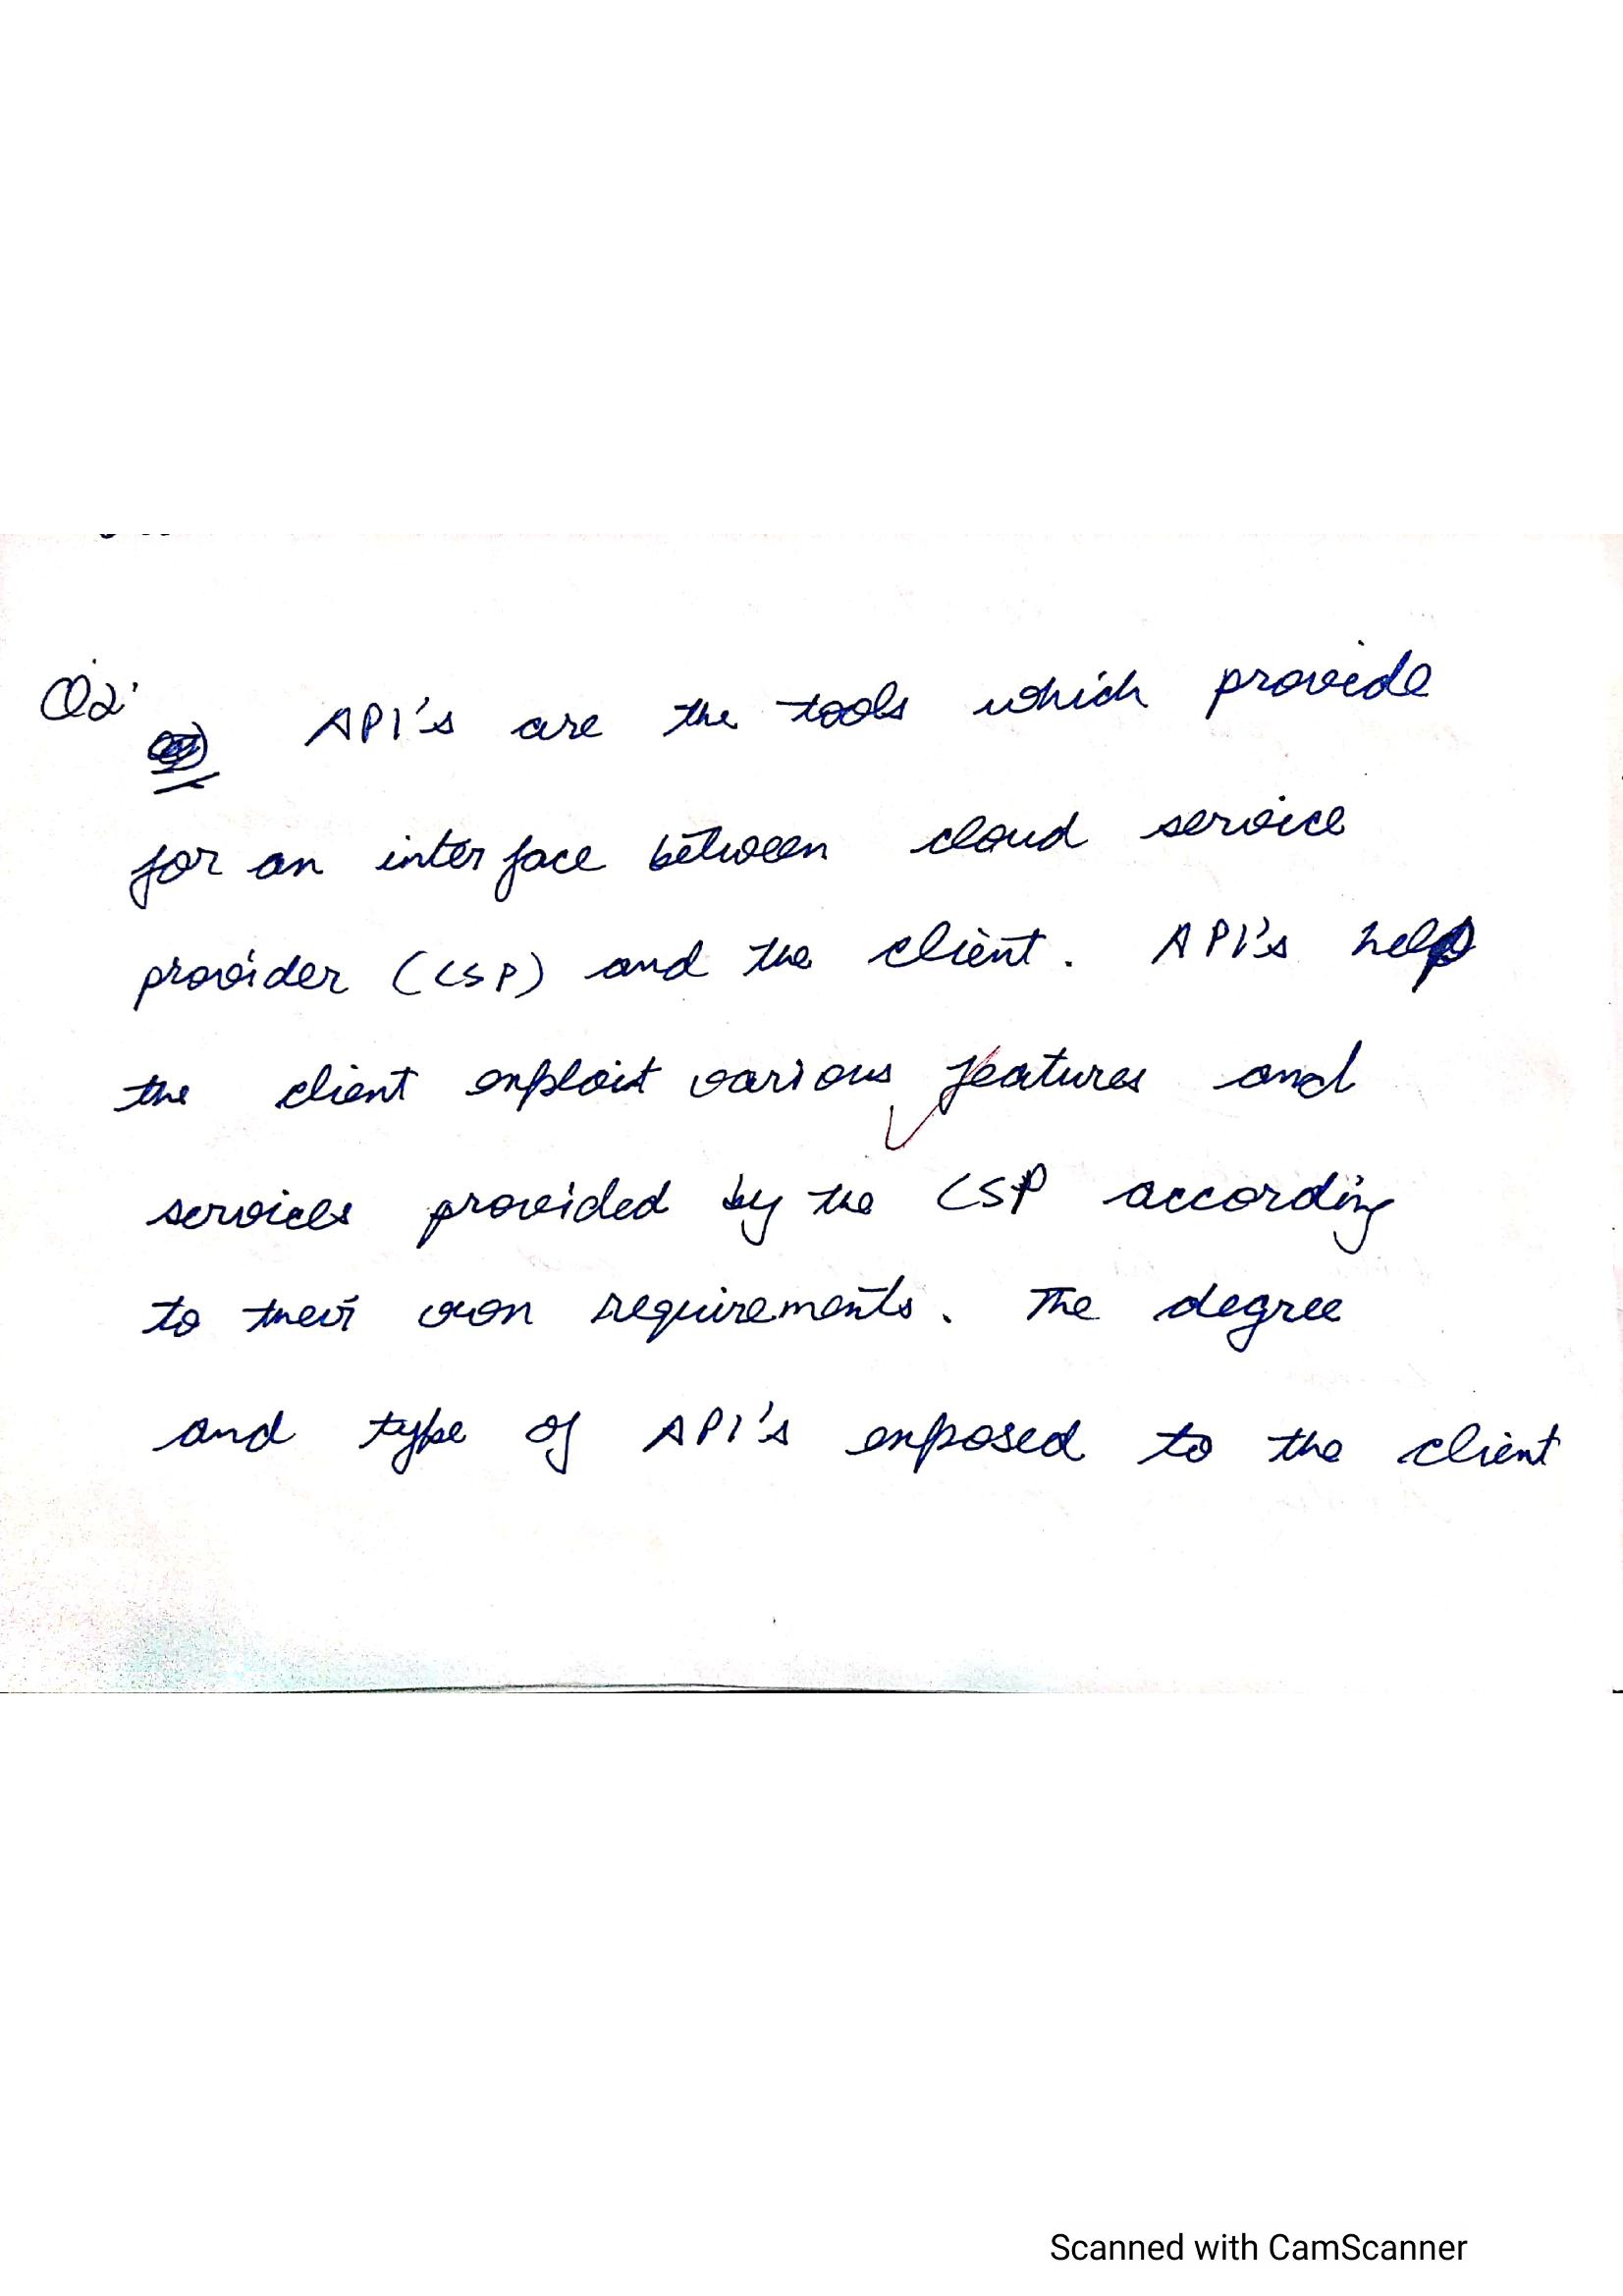 Q2.
API's are the tools which provide
for an interface between cloud service
provider (CSP) and the client. API's help
the client exploit various features and
services provided by the CSP according
to their own requirements. The degree
and type of API's exposed to the client
Scanned with CamScanner